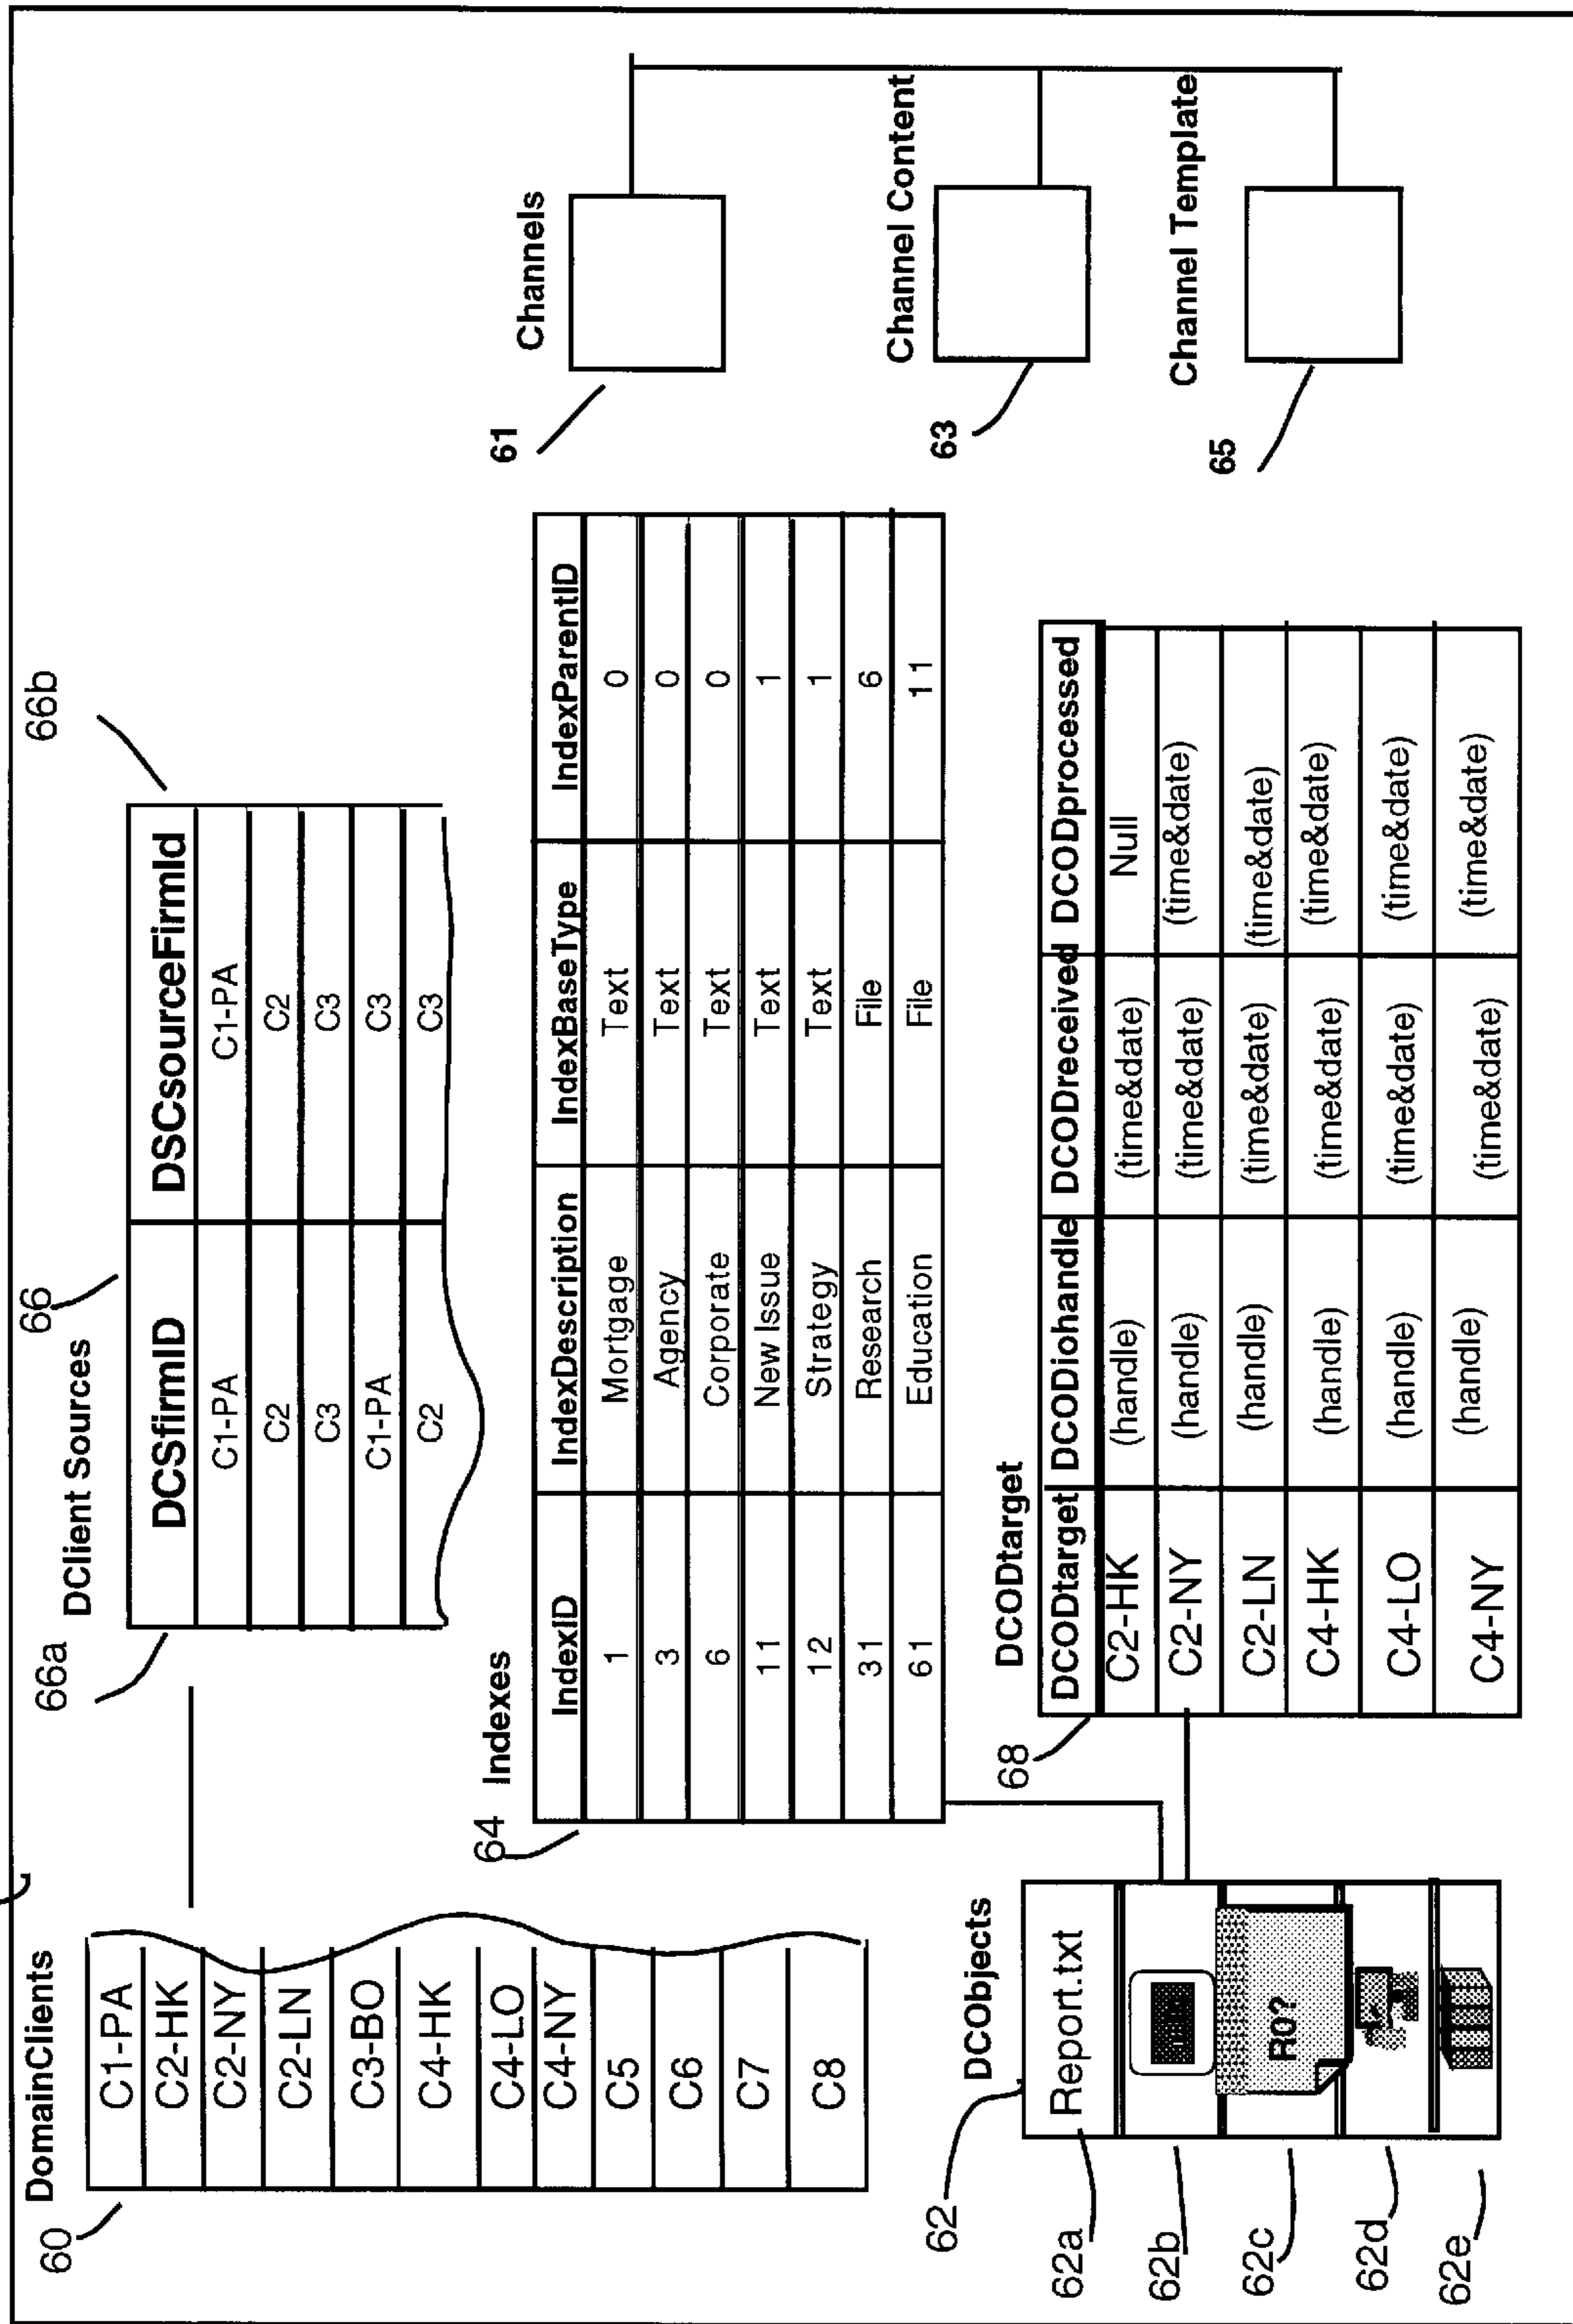 DomainClients
60
C1-PA
C2-HK
C2-NY
C2-LN
C3-BO
C4-HK
C4-LO
C4-NY
C5
C6
C7
C8
DClient Sources
66
66a
66b
DCSfirmID DSCsourceFirmId
C1-PA C1-PA
C2 C2
C3 C3
C1-PA C3
C2 C3
64 Indexes
IndexID IndexDescription IndexBaseType IndexParentID
1 Mortgage Text 0
3 Agency Text 0
6 Corporate Text 0
11 New Issue Text 1
12 Strategy Text 1
31 Research File 6
61 Education File 11
Channels
61
Channel Content
63
Channel Template
65
DCObjects
62
62a
Report.txt
62b
62c
RO?
62d
62e
DCODtarget
68
DCODtarget DCODiohandle DCODreceived DCODprocessed
C2-HK (handle) (time&date) Null
C2-NY (handle) (time&date) (time&date)
C2-LN (handle) (time&date) (time&date)
C4-HK (handle) (time&date) (time&date)
C4-LO (handle) (time&date) (time&date)
C4-NY (handle) (time&date) (time&date)